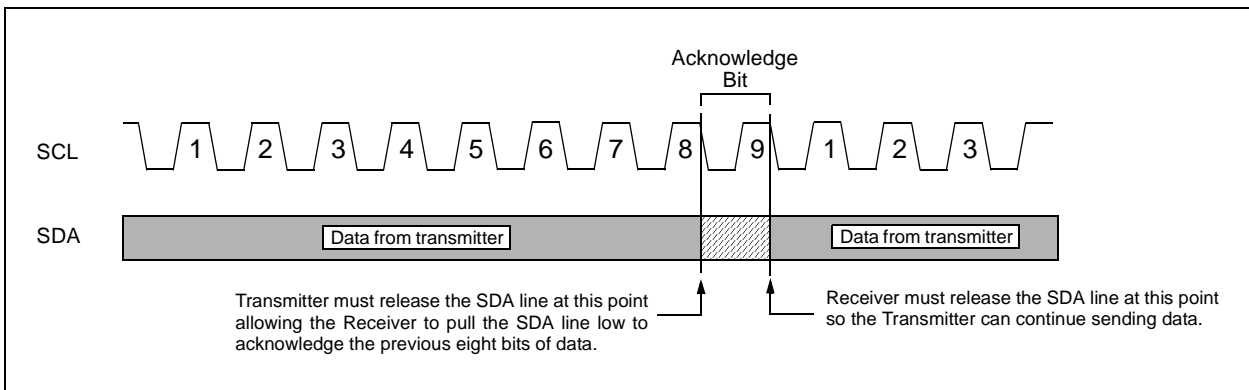 Acknowledge
Bit
SCL 1 2 3 4 5 6 7 8 9 1 2 3
SDA Data from transmitter Data from transmitter
Transmitter must release the SDA line at this point
allowing the Receiver to pull the SDA line low to
acknowledge the previous eight bits of data.
Receiver must release the SDA line at this point
so the Transmitter can continue sending data.